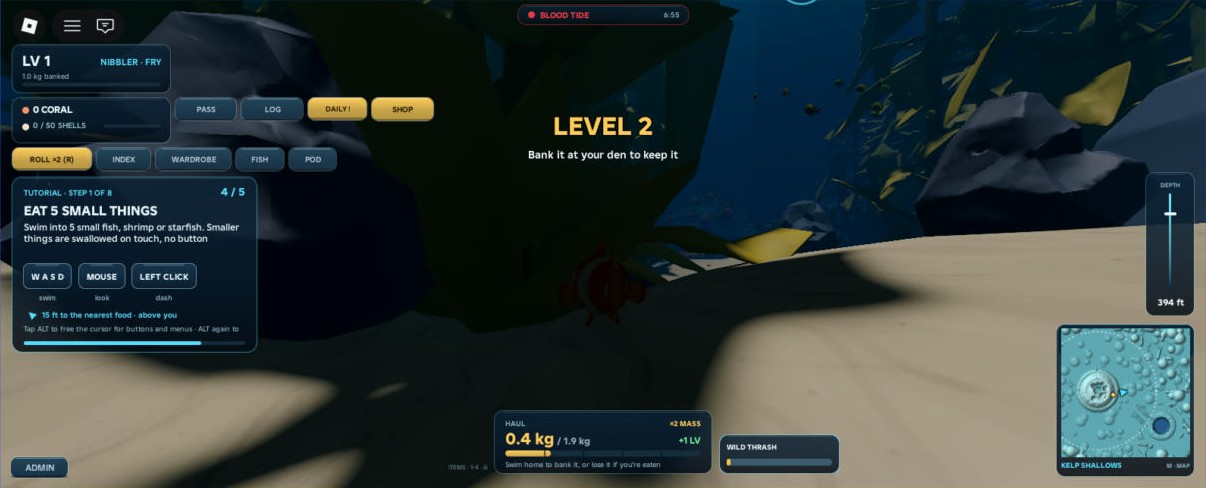 BLOOD TIDE 6:55
LV 1 NIBBLER · FRY
1.0 kg banked
0 CORAL
0 / 50 SHELLS
PASS LOG DAILY! SHOP
ROLL ×2 (R) INDEX WARDROBE FISH POD
LEVEL 2
Bank it at your den to keep it
TUTORIAL · STEP 1 OF 8 4 / 5
EAT 5 SMALL THINGS
Swim into 5 small fish, shrimp or starfish. Smaller
things are swallowed on touch, no button
W A S D MOUSE LEFT CLICK
swim look dash
15 ft to the nearest food · above you
Tap ALT to free the cursor for buttons and menus · ALT again to
DEPTH
394 ft
HAUL ×2 MASS
0.4 kg / 1.9 kg +1 LV
Swim home to bank it, or lose it if you're eaten
WILD THRASH
KELP SHALLOWS M · MAP
ADMIN